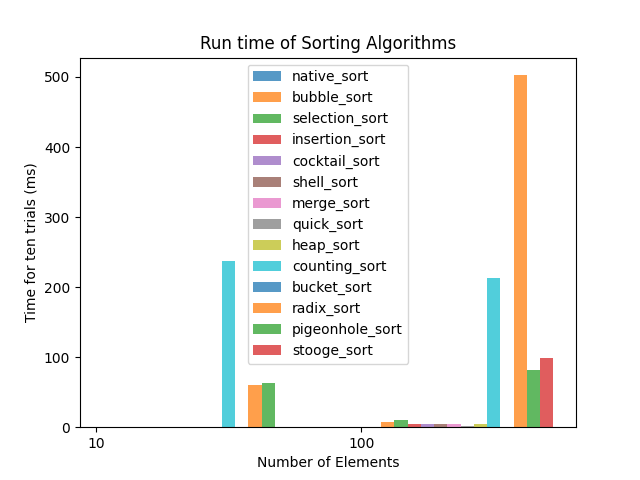 Run time of Sorting Algorithms
500
400
300
200
100
0
Time for ten trials (ms)
native_sort
bubble_sort
selection_sort
insertion_sort
cocktail_sort
shell_sort
merge_sort
quick_sort
heap_sort
counting_sort
bucket_sort
radix_sort
pigeonhole_sort
stooge_sort
10
100
Number of Elements